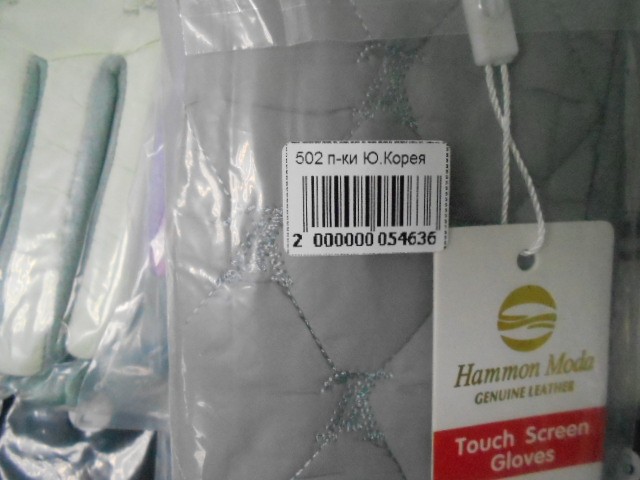 502 п-ки Ю.Корея
2 000000 054636
Hammon Moda
GENUINE LEATHER
Touch Screen
Gloves